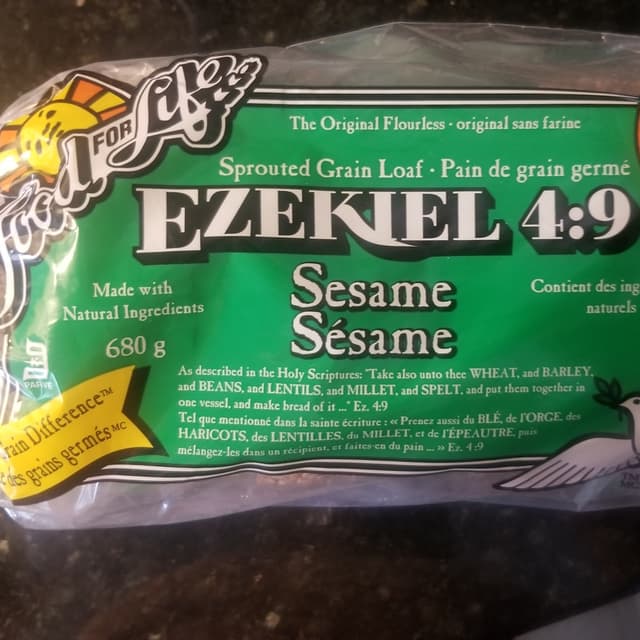 Food FOR Life
The Original Flourless · original sans farine
Sprouted Grain Loaf · Pain de grain germé
EZEKIEL 4:9
Sesame
Sésame
Made with
Natural Ingredients
680 g
Contient des
naturels
PARVE
Difference™
des grains germés MC
As described in the Holy Scriptures: "Take also unto thee WHEAT, and BARLEY,
and BEANS, and LENTILS, and MILLET, and SPELT, and put them together in
one vessel, and make bread of it ..." Ez. 4:9
Tel que mentionné dans la sainte écriture : « Prenez aussi du BLÉ, de l'ORGE, des
HARICOTS, des LENTILLES, du MILLET, et de l'ÉPEAUTRE, puis
mélangez-les dans un récipient, et faites-en du pain ... » Ez. 4:9